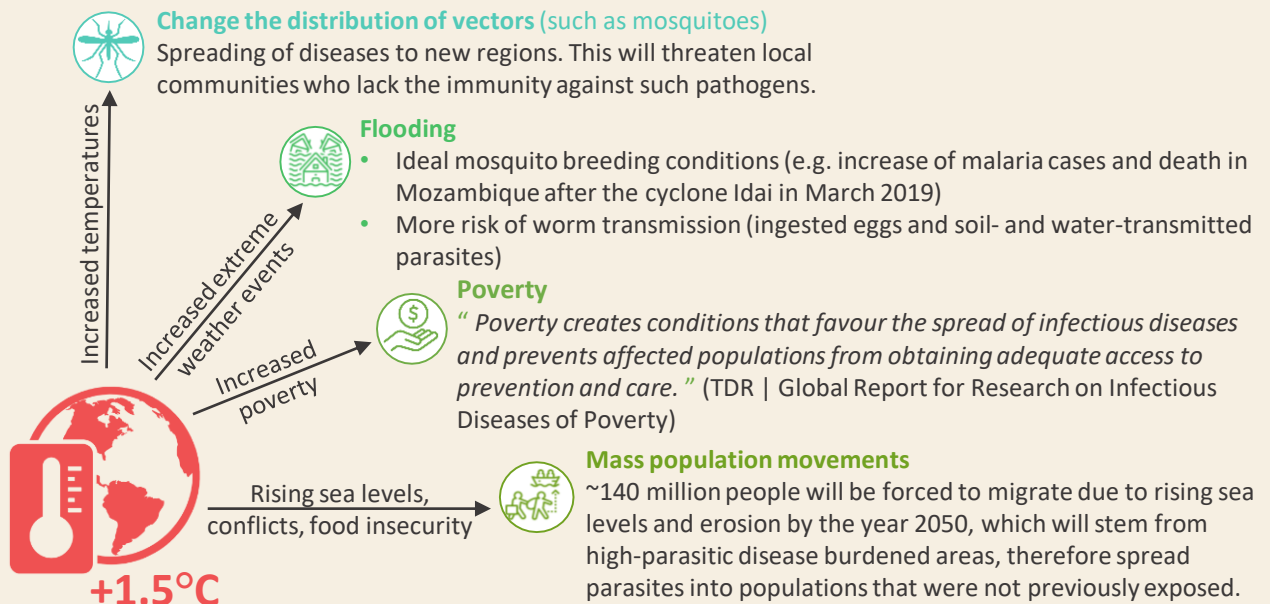 Change the distribution of vectors (such as mosquitoes)
Spreading of diseases to new regions. This will threaten local
communities who lack the immunity against such pathogens.
Increased temperatures
Flooding
• Ideal mosquito breeding conditions (e.g. increase of malaria cases and death in
Mozambique after the cyclone Idai in March 2019)
• More risk of worm transmission (ingested eggs and soil- and water-transmitted
parasites)
Increased extreme
weather events
Poverty
“ Poverty creates conditions that favour the spread of infectious diseases
and prevents affected populations from obtaining adequate access to
prevention and care. ” (TDR | Global Report for Research on Infectious
Diseases of Poverty)
$
Increased
poverty
Mass population movements
~140 million people will be forced to migrate due to rising sea
levels and erosion by the year 2050, which will stem from
high-parasitic disease burdened areas, therefore spread
parasites into populations that were not previously exposed.
Rising sea levels,
conflicts, food insecurity
+1.5°C